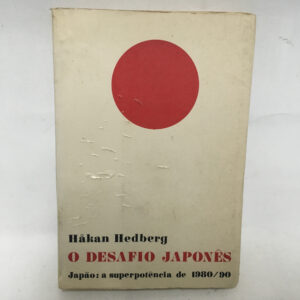 Håkan Hedberg
O DESAFIO JAPONÊS
Japão: a superpotência de 1980/90